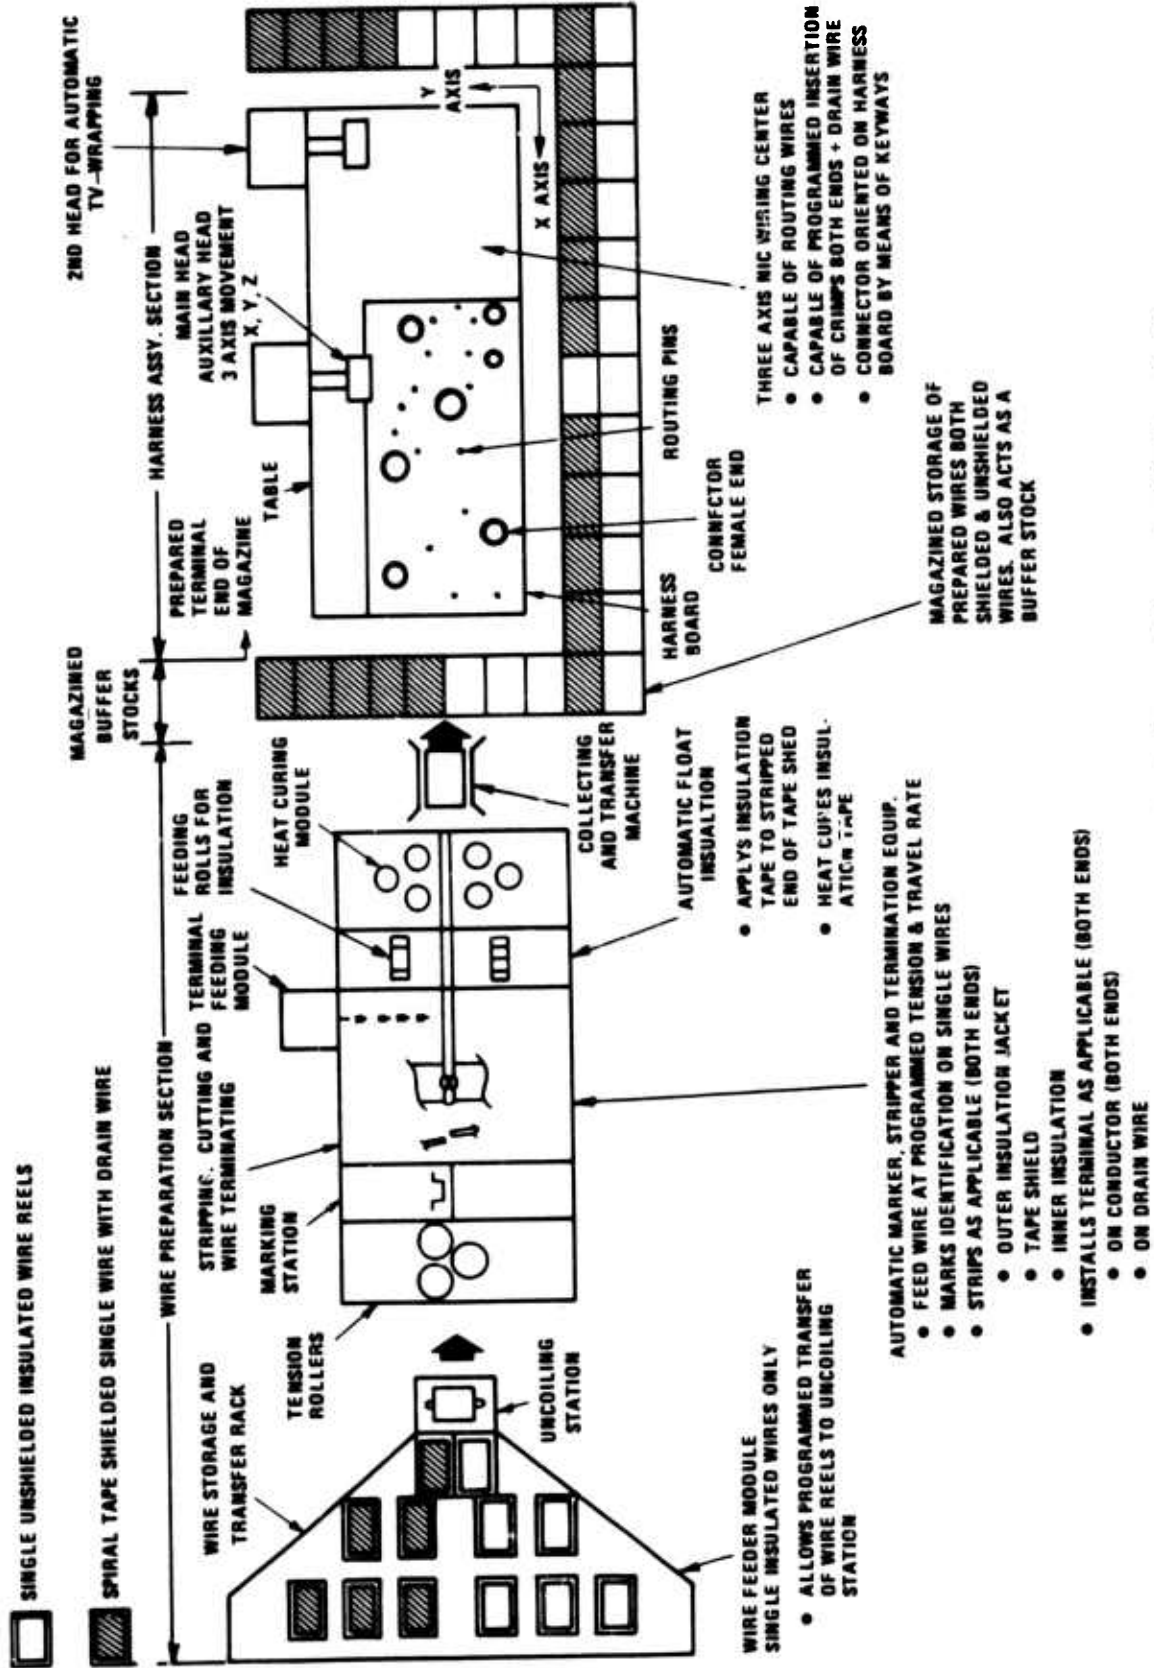 SINGLE UNSHIELDED INSULATED WIRE REELS
SPIRAL TAPE SHIELDED SINGLE WIRE WITH DRAIN WIRE
WIRE PREPARATION SECTION
MAGAZINED
BUFFER
STOCKS
HARNESS ASSY. SECTION
2ND HEAD FOR AUTOMATIC
TV-WRAPPING
WIRE STORAGE AND
TRANSFER RACK
TENSION
ROLLERS
MARKING
STATION
STRIPPING. CUTTING AND
WIRE TERMINATING
TERMINAL
FEEDING
MODULE
FEEDING
ROLLS FOR
INSULATION
HEAT CURING
MODULE
PREPARED
TERMINAL
END OF
MAGAZINE
TABLE
MAIN HEAD
AUXILLARY HEAD
3 AXIS MOVEMENT
X, Y, Z
Y
AXIS
X AXIS
UNCOILING
STATION
COLLECTING
AND TRANSFER
MACHINE
HARNESS
BOARD
CONNFCTOR
FEMALE END
ROUTING PINS
WIRE FEEDER MODULE
SINGLE INSULATED WIRES ONLY
• ALLOWS PROGRAMMED TRANSFER
OF WIRE REELS TO UNCOILING
STATION
AUTOMATIC MARKER, STRIPPER AND TERMINATION EQUIP.
• FEED WIRE AT PROGRAMMED TENSION & TRAVEL RATE
• MARKS IDENTIFICATION ON SINGLE WIRES
• STRIPS AS APPLICABLE (BOTH ENDS)
• OUTER INSULATION JACKET
• TAPE SHIELD
• INNER INSULATION
• INSTALLS TERMINAL AS APPLICABLE (BOTH ENDS)
• ON CONDUCTOR (BOTH ENDS)
• ON DRAIN WIRE
AUTOMATIC FLOAT
INSUALTION
• APPLYS INSULATION
TAPE TO STRIPPED
END OF TAPE SHED
• HEAT CURES INSUL-
ATION TAPE
MAGAZINED STORAGE OF
PREPARED WIRES BOTH
SHIELDED & UNSHIELDED
WIRES. ALSO ACTS AS A
BUFFER STOCK
THREE AXIS N/C WIRING CENTER
• CAPABLE OF ROUTING WIRES
• CAPABLE OF PROGRAMMED INSERTION
OF CRIMPS BOTH ENDS + DRAIN WIRE
• CONNECTOR ORIENTED ON HARNESS
BOARD BY MEANS OF KEYWAYS